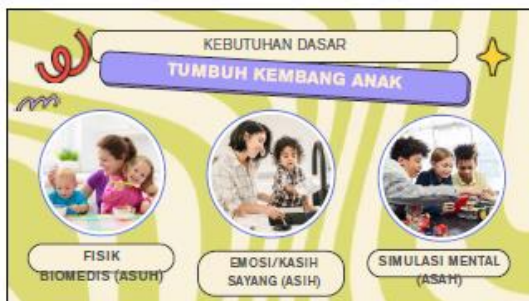 KEBUTUHAN DASAR
TUMBUH KEMBANG ANAK
FISIK
BIOMEDIS (ASUH)
EMOSI/KASIH
SAYANG (ASIH)
SIMULASI MENTAL
(ASAH)